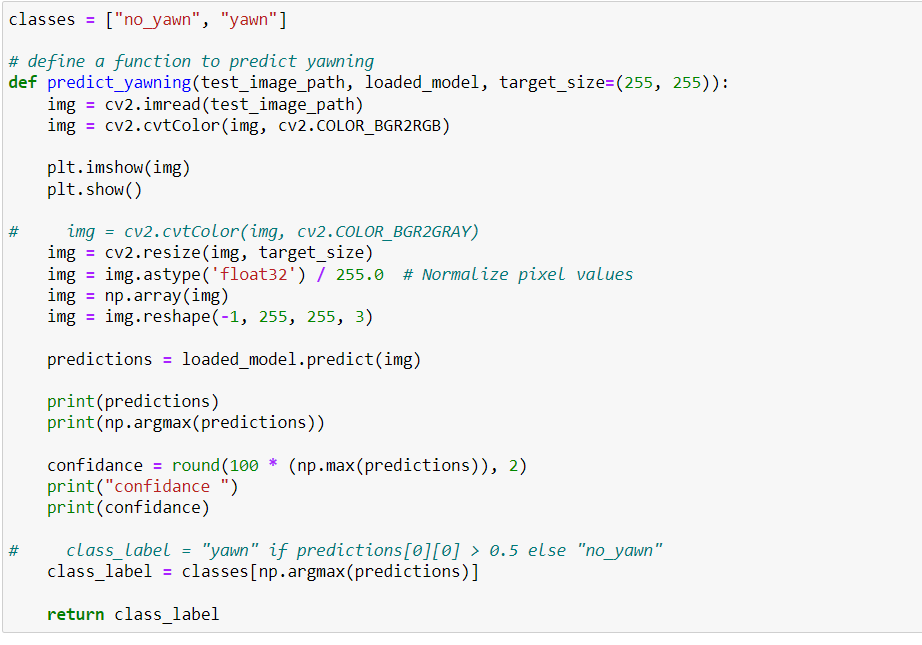 classes = ["no_yawn", "yawn"]
# define a function to predict yawning
def predict_yawning(test_image_path, loaded_model, target_size=(255, 255)):
    img = cv2.imread(test_image_path)
    img = cv2.cvtColor(img, cv2.COLOR_BGR2RGB)
    plt.imshow(img)
    plt.show()
#     img = cv2.cvtColor(img, cv2.COLOR_BGR2GRAY)
    img = cv2.resize(img, target_size)
    img = img.astype('float32') / 255.0  # Normalize pixel values
    img = np.array(img)
    img = img.reshape(-1, 255, 255, 3)
    predictions = loaded_model.predict(img)
    print(predictions)
    print(np.argmax(predictions))
    confidance = round(100 * (np.max(predictions)), 2)
    print("confidance ")
    print(confidance)
#     class_label = "yawn" if predictions[0][0] > 0.5 else "no_yawn"
    class_label = classes[np.argmax(predictions)]
    return class_label